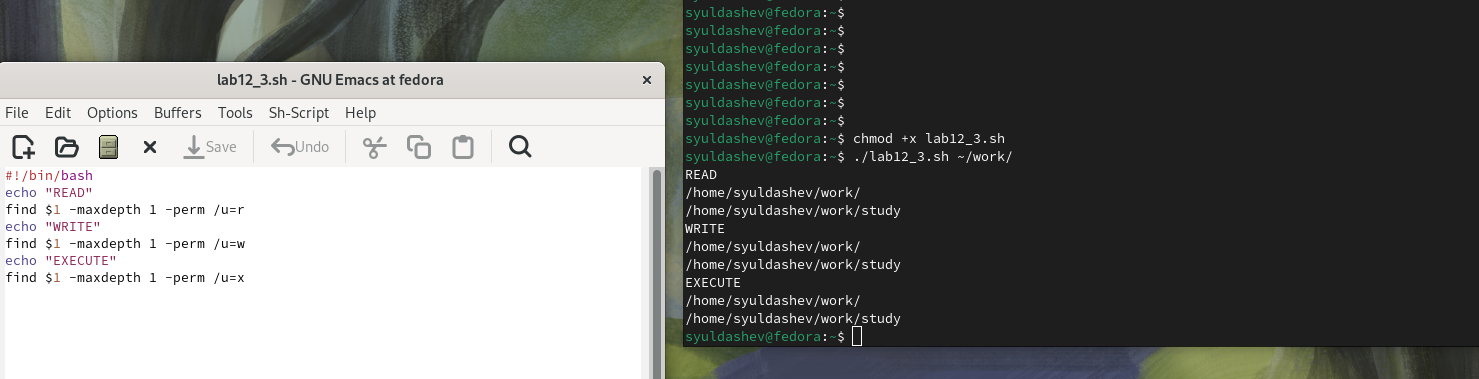 lab12_3.sh - GNU Emacs at fedora
File Edit Options Buffers Tools Sh-Script Help
Save Undo
#!/bin/bash
echo "READ"
find $1 -maxdepth 1 -perm /u=r
echo "WRITE"
find $1 -maxdepth 1 -perm /u=w
echo "EXECUTE"
find $1 -maxdepth 1 -perm /u=x
syuldashev@fedora:~$
syuldashev@fedora:~$
syuldashev@fedora:~$
syuldashev@fedora:~$
syuldashev@fedora:~$
syuldashev@fedora:~$
syuldashev@fedora:~$
syuldashev@fedora:~$ chmod +x lab12_3.sh
syuldashev@fedora:~$ ./lab12_3.sh ~/work/
READ
/home/syuldashev/work/
/home/syuldashev/work/study
WRITE
/home/syuldashev/work/
/home/syuldashev/work/study
EXECUTE
/home/syuldashev/work/
/home/syuldashev/work/study
syuldashev@fedora:~$